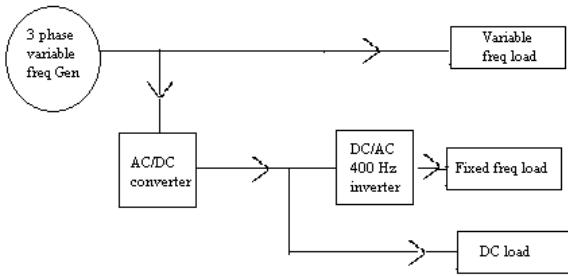 3 phase
variable
freq Gen
Variable
freq load
AC/DC
converter
DC/AC
400 Hz
inverter
Fixed freq load
DC load